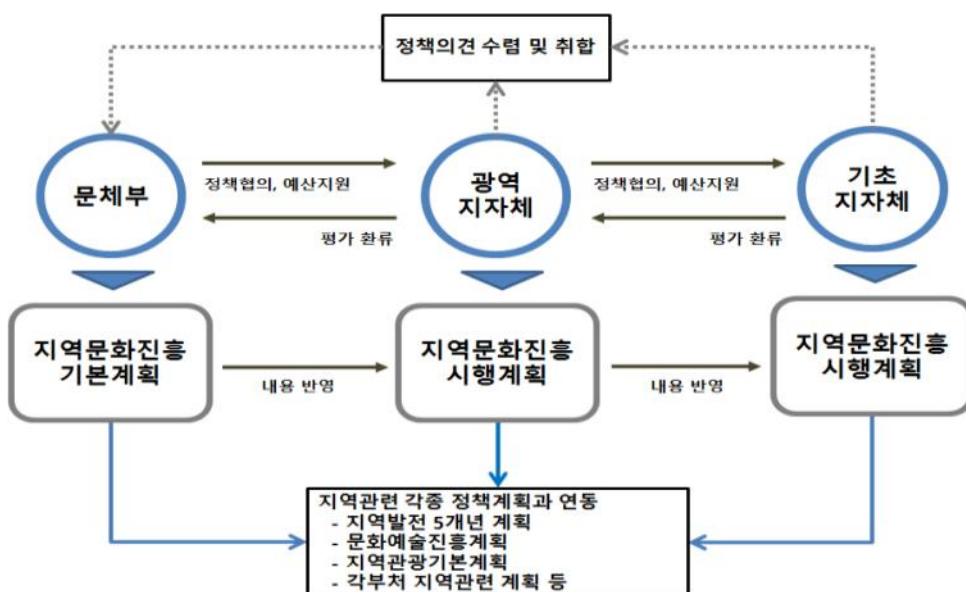 정책의견 수렴 및 취합
문체부
정책협의, 예산지원
평가 환류
광역
지자체
정책협의, 예산지원
평가 환류
기초
지자체
지역문화진흥
기본계획
내용 반영
지역문화진흥
시행계획
내용 반영
지역문화진흥
시행계획
지역관련 각종 정책계획과 연동
- 지역발전 5개년 계획
- 문화예술진흥계획
- 지역관광기본계획
- 각부처 지역관련 계획 등